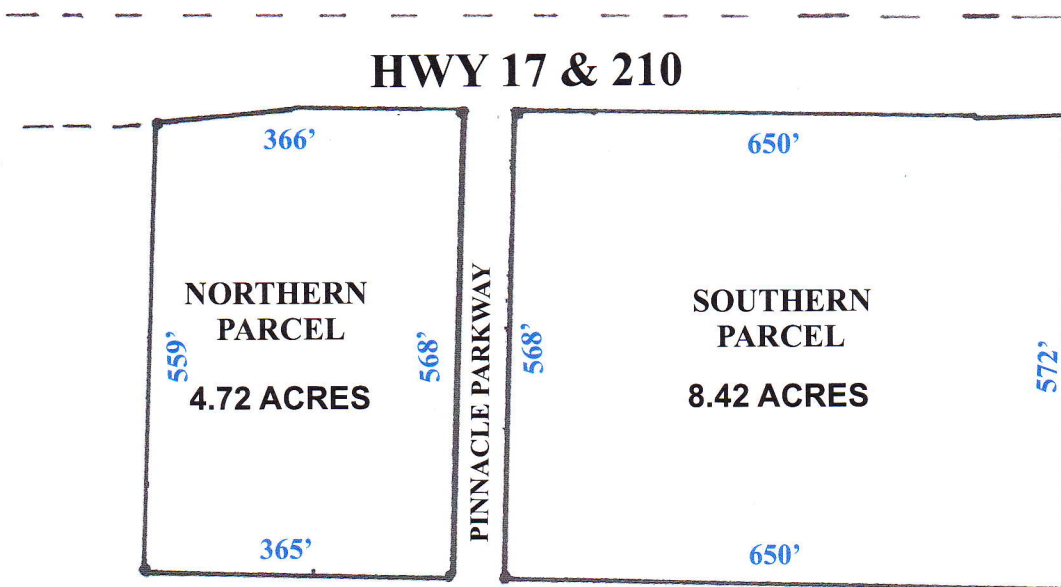 HWY 17 & 210
366’
650’
NORTHERN
PARCEL
4.72 ACRES
559’
568’
365’
PINNACLE PARKWAY
SOUTHERN
PARCEL
8.42 ACRES
568’
572’
650’